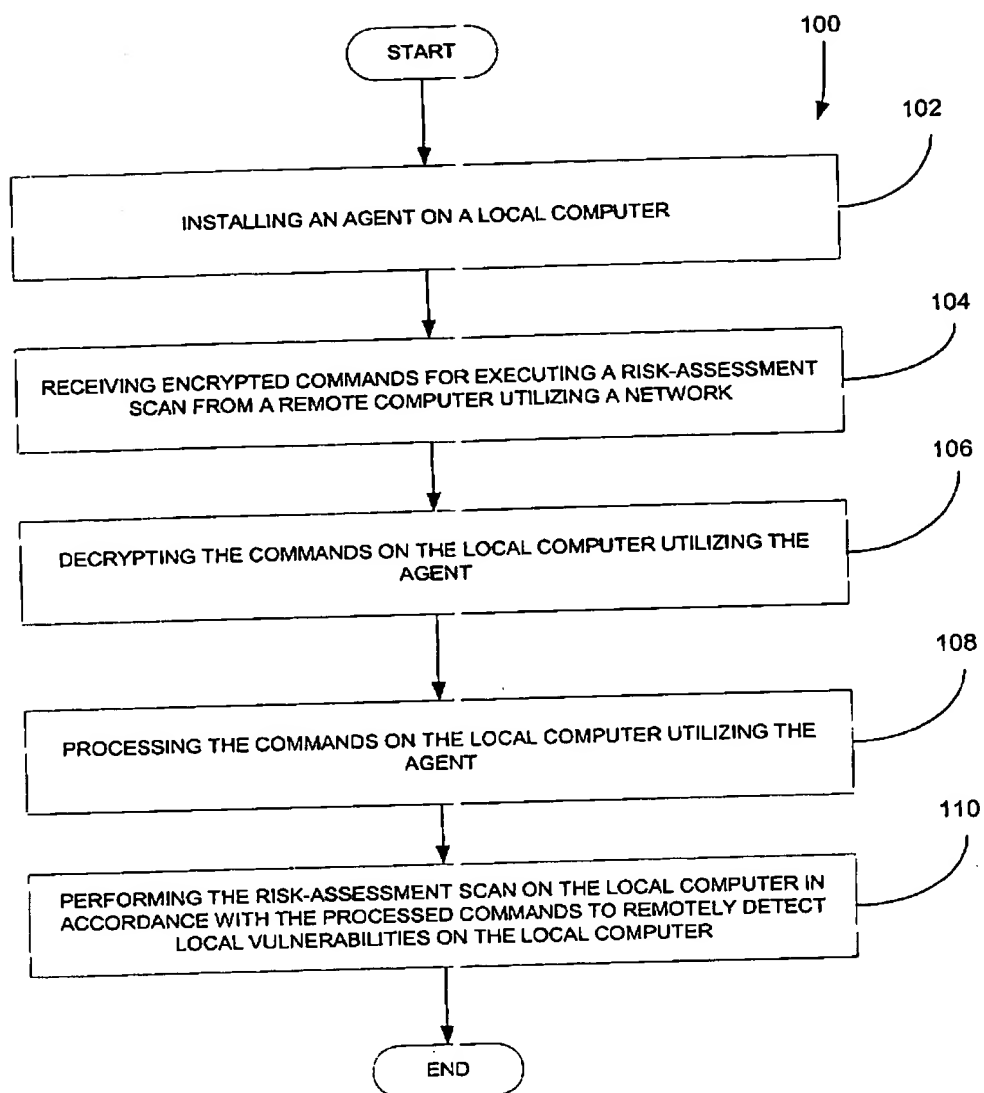 START
100
102
INSTALLING AN AGENT ON A LOCAL COMPUTER
104
RECEIVING ENCRYPTED COMMANDS FOR EXECUTING A RISK-ASSESSMENT
SCAN FROM A REMOTE COMPUTER UTILIZING A NETWORK
106
DECRYPTING THE COMMANDS ON THE LOCAL COMPUTER UTILIZING THE
AGENT
108
PROCESSING THE COMMANDS ON THE LOCAL COMPUTER UTILIZING THE
AGENT
110
PERFORMING THE RISK-ASSESSMENT SCAN ON THE LOCAL COMPUTER IN
ACCORDANCE WITH THE PROCESSED COMMANDS TO REMOTELY DETECT
LOCAL VULNERABILITIES ON THE LOCAL COMPUTER
END